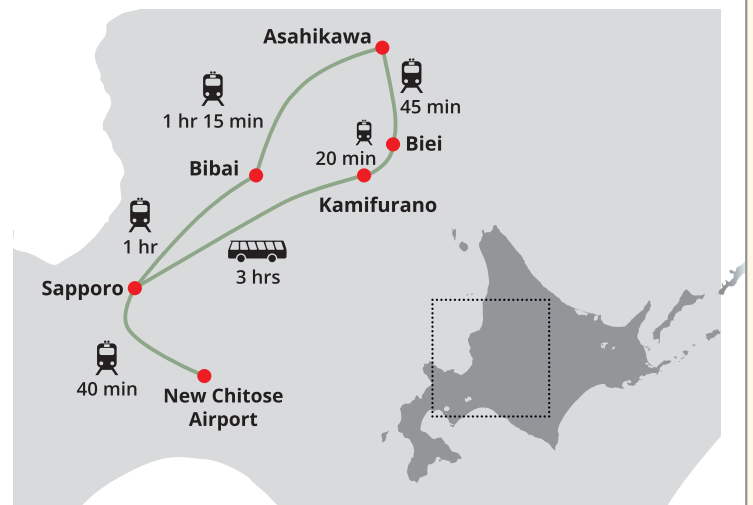 Asahikawa
45 min
1 hr 15 min
Biei
20 min
Bibai
Kamifurano
1 hr
3 hrs
Sapporo
40 min
New Chitose
Airport